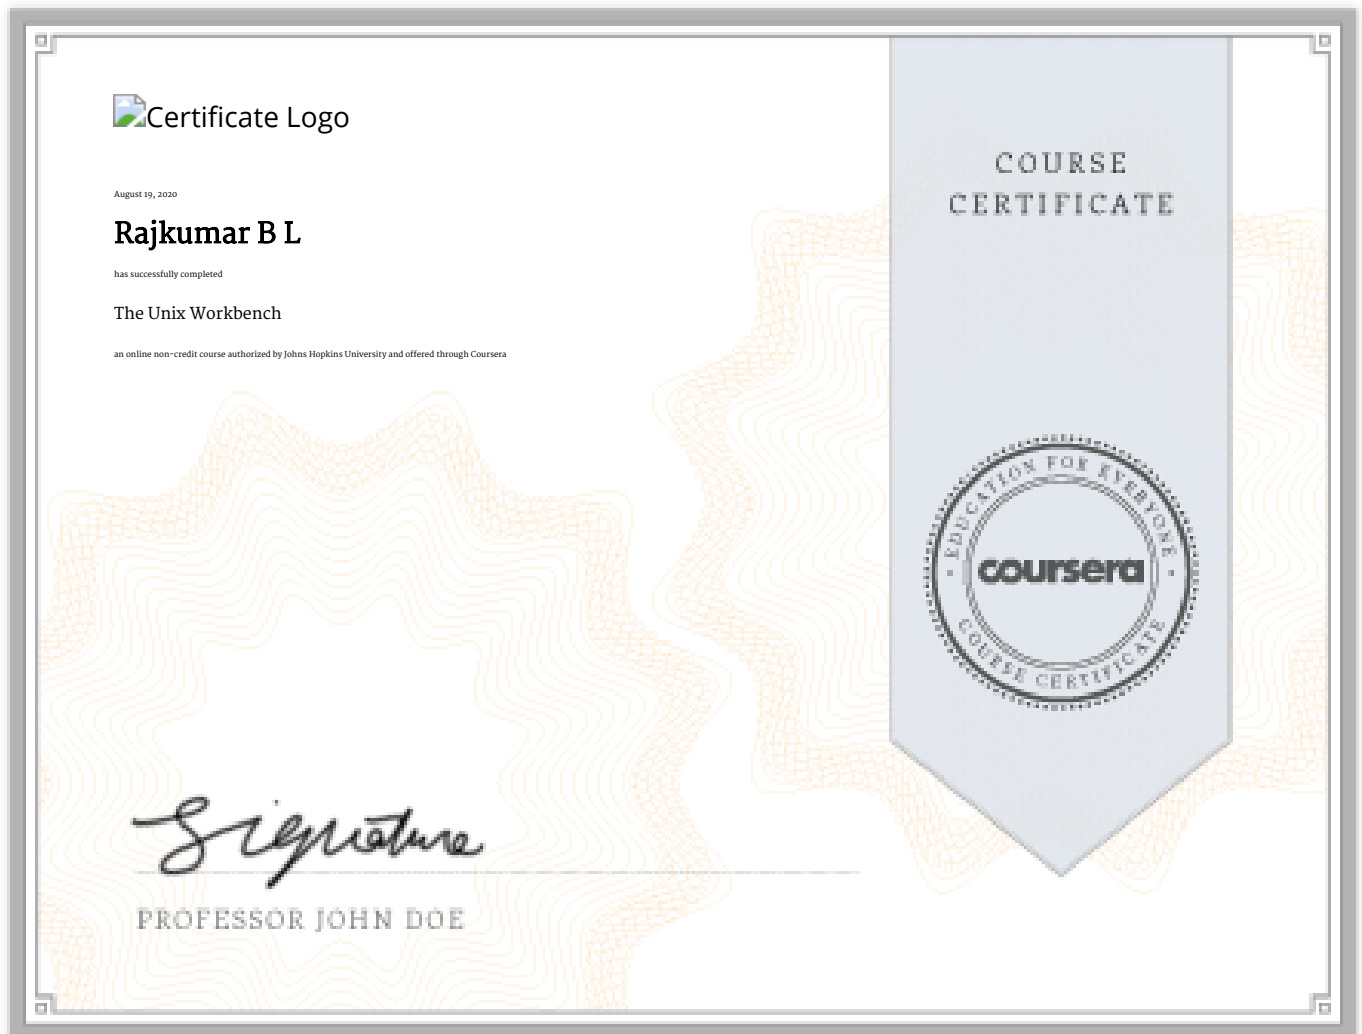 Certificate Logo
August 19, 2020
Rajkumar B L
has successfully completed
The Unix Workbench
an online non-credit course authorized by Johns Hopkins University and offered through Coursera
COURSE
CERTIFICATE
EDUCATION FOR EVERYONE
coursera
COURSE CERTIFICATE
Signature
PROFESSOR JOHN DOE